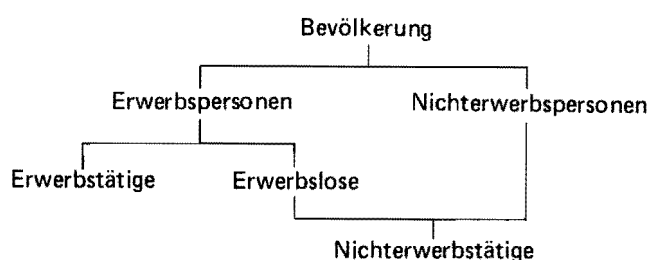 Bevölkerung
Erwerbspersonen Nichterwerbspersonen
Erwerbstätige Erwerbslose
Nichterwerbstätige